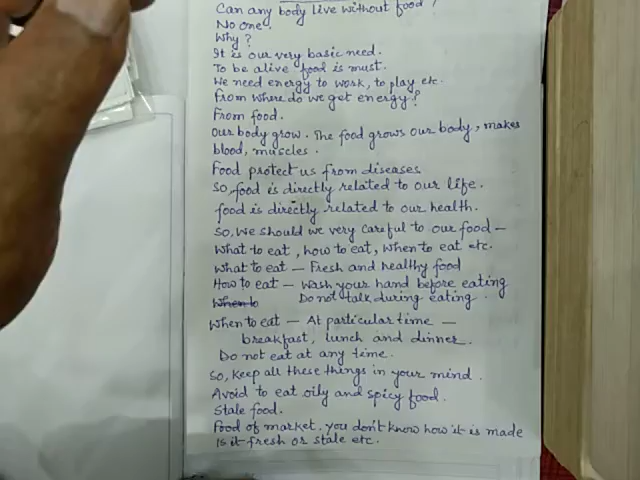 Can any body live without food ?
No one.
Why ?
It is our very basic need.
To be alive food is must.
We need energy to work, to play etc.
From where do we get energy?
From food.
Our body grow. The food grows our body, makes
blood, muscles.
Food protect us from diseases
So, food is directly related to our life.
food is directly related to our health.
So, We should we very careful to our food -
What to eat, how to eat, When to eat etc.
What to eat - Fresh and healthy food
How to eat - Wash your hand before eating
When to Do not talk during eating.
When to eat - At particular time -
breakfast, lunch and dinner.
Do not eat at any time.
So, Keep all these things in your mind.
Avoid to eat oily and spicy food.
Stale food.
Food of market. you don't know how it is made
Is it fresh or stale etc.